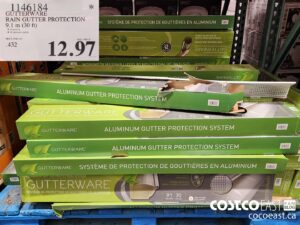 1146184
GUTTERWARE
RAIN GUTTER PROTECTION
9.1 m (30 ft)
.432
12.97
SYSTÈME DE PROTECTION DE GOUTTIÈRES EN ALUMINIUM
ALUMINUM GUTTER PROTECTION SYSTEM
GUTTERWARE
ALUMINUM GUTTER PROTECTION SYSTEM
GUTTERWARE
ALUMINUM GUTTER PROTECTION SYSTEM
SYSTÈME DE PROTECTION DE GOUTTIÈRES EN ALUMINIUM
GUTTERWARE
COSTCO EAST
cocoeast.ca